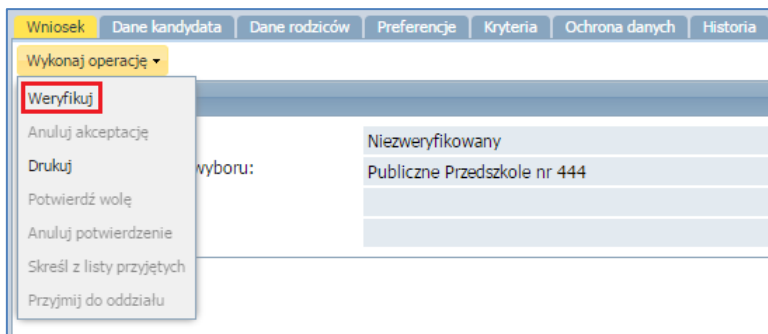 Wniosek Dane kandydata Dane rodziców Preferencje Kryteria Ochrona danych Historia
Wykonaj operację
Weryfikuj
Anuluj akceptację
Niezweryfikowany
Drukuj
wyboru:
Publiczne Przedszkole nr 444
Potwierdź wolę
Anuluj potwierdzenie
Skreśl z listy przyjętych
Przyjmij do oddziału